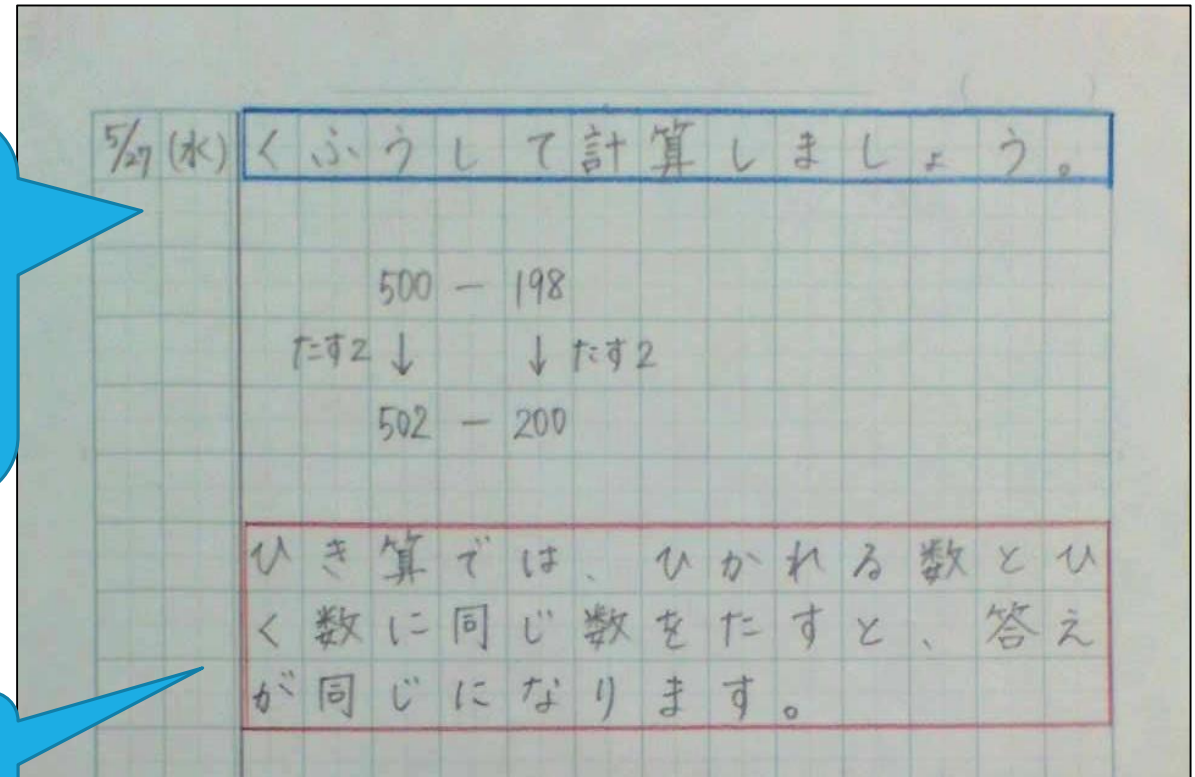 5/27 (水) くふうして計算しましょう。
500 − 198
たす2 ↓ ↓ たす2
502 − 200
ひき算では、ひかれる数とひ
く数に同じ数をたすと、答え
が同じになります。